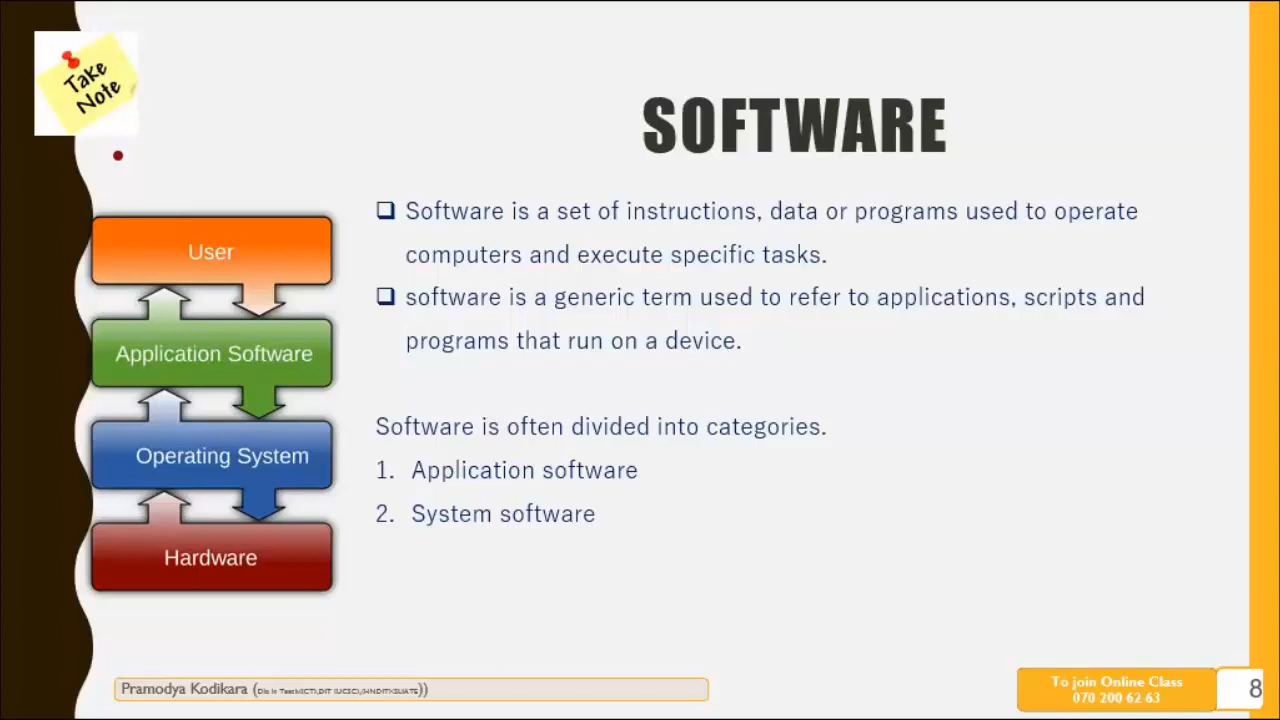 Take
Note
SOFTWARE
Software is a set of instructions, data or programs used to operate
computers and execute specific tasks.
software is a generic term used to refer to applications, scripts and
programs that run on a device.
Software is often divided into categories.
1. Application software
2. System software
User
Application Software
Operating System
Hardware
Pramodya Kodikara (
To join Online Class
070 200 62 63
8